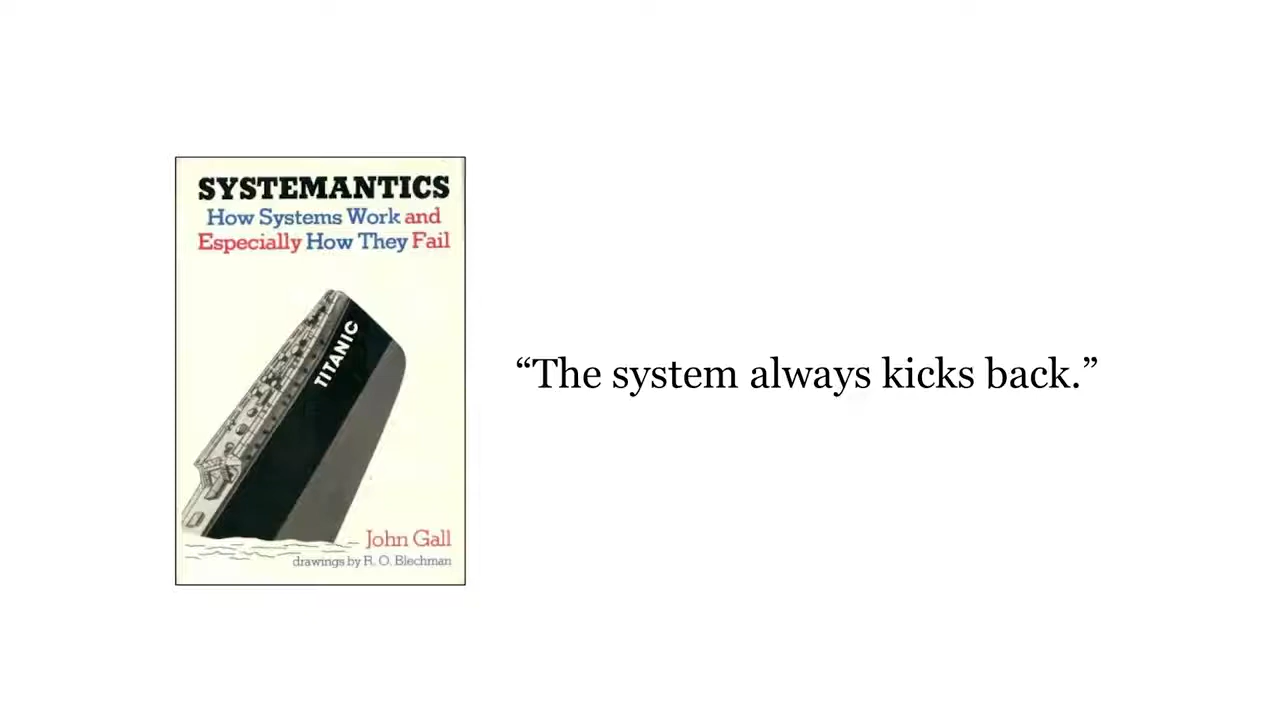 SYSTEMANTICS
How Systems Work and
Especially How They Fail
TITANIC
“The system always kicks back.”
John Gall
drawings by R. O. Blechman